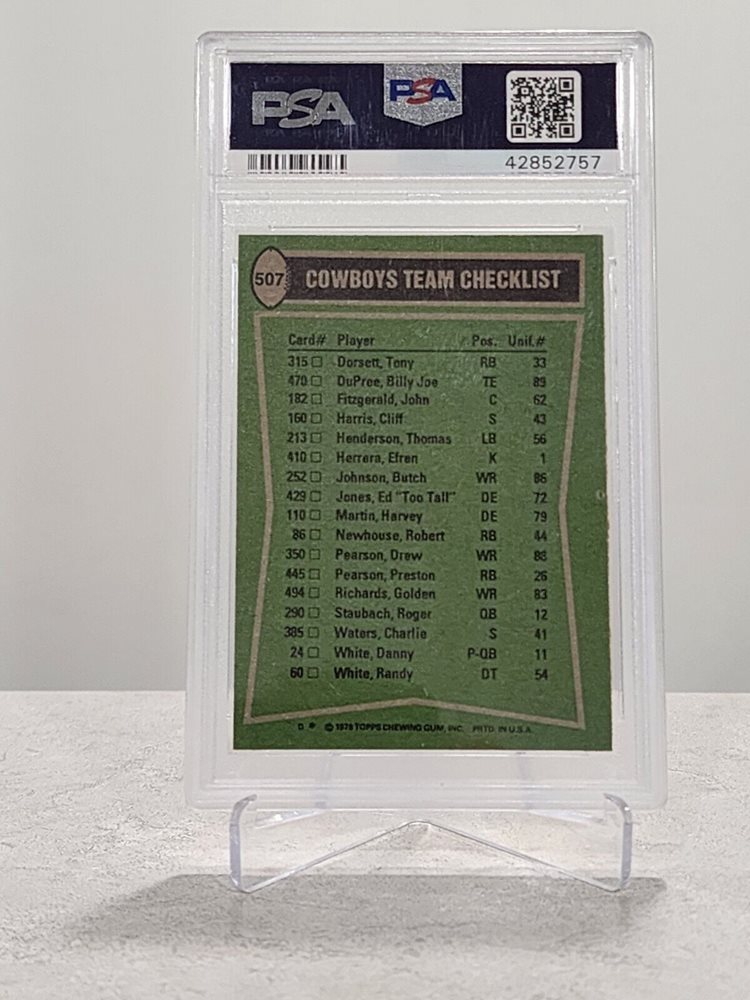 PSA PSA
42852757
507 COWBOYS TEAM CHECKLIST
Card# Player Pos. Unif.#
315 □ Dorsett, Tony RB 33
470 □ DuPree, Billy Joe TE 89
182 □ Fitzgerald, John C 62
160 □ Harris, Cliff S 43
213 □ Henderson, Thomas LB 56
410 □ Herrera, Efren K 1
252 □ Johnson, Butch WR 86
429 □ Jones, Ed "Too Tall" DE 72
110 □ Martin, Harvey DE 79
86 □ Newhouse, Robert RB 44
350 □ Pearson, Drew WR 88
445 □ Pearson, Preston RB 26
494 □ Richards, Golden WR 83
290 □ Staubach, Roger QB 12
385 □ Waters, Charlie S 41
24 □ White, Danny P-QB 11
60 □ White, Randy DT 54
D * © 1978 TOPPS CHEWING GUM, INC. PRTD. IN U.S.A.